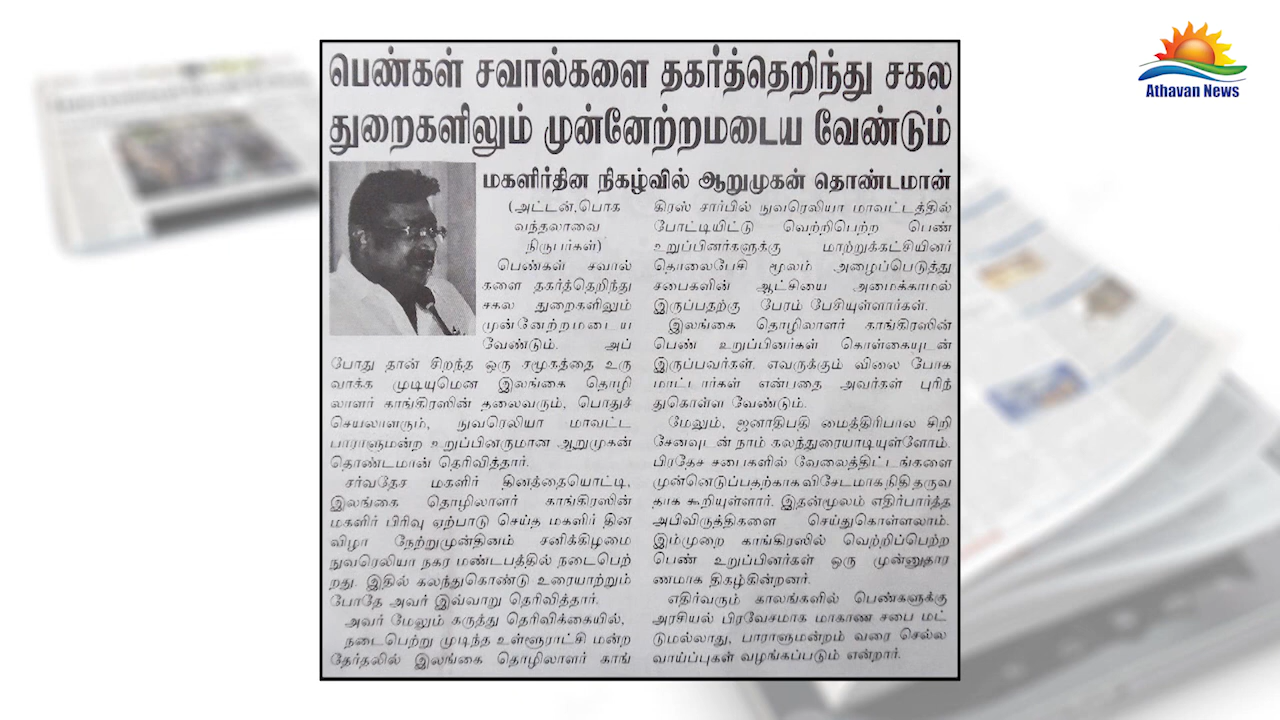 Athavan News
பெண்கள் சவால்களை தகர்த்தெறிந்து சகல
துறைகளிலும் முன்னேற்றமடைய வேண்டும்
மகளிர்தின நிகழ்வில் ஆறுமுகன் தொண்டமான்
(அட்டன்,பொக
வந்தலாவை
நிருபர்கள்)
பெண்கள் சவால்
களை தகர்த்தெறிந்து
சகல துறைகளிலும்
முன்னேற்றமடைய
வேண்டும். அப்
போது தான் சிறந்த ஒரு சமூகத்தை உரு
வாக்க முடியுமென இலங்கை தொழி
லாளர் காங்கிரஸின் தலைவரும், பொதுச்
செயலாளரும், நுவரெலியா மாவட்ட
பாராளுமன்ற உறுப்பினருமான ஆறுமுகன்
தொண்டமான் தெரிவித்தார்.
சர்வதேச மகளிர் தினத்தையொட்டி,
இலங்கை தொழிலாளர் காங்கிரஸின்
மகளிர் பிரிவு ஏற்பாடு செய்த மகளிர் தின
விழா நேற்றுமுன்தினம் சனிக்கிழமை
நுவரெலியா நகர மண்டபத்தில் நடைபெற்
றது. இதில் கலந்துகொண்டு உரையாற்றும்
போதே அவர் இவ்வாறு தெரிவித்தார்.
அவர் மேலும் கருத்து தெரிவிக்கையில்,
நடைபெற்று முடிந்த உள்ளூராட்சி மன்ற
தேர்தலில் இலங்கை தொழிலாளர் காங்
கிரஸ் சார்பில் நுவரெலியா மாவட்டத்தில்
போட்டியிட்டு வெற்றிபெற்ற பெண்
உறுப்பினர்களுக்கு மாற்றுக்கட்சியினர்
தொலைபேசி மூலம் அழைப்பெடுத்து
சபைகளின் ஆட்சியை அமைக்காமல்
இருப்பதற்கு பேரம் பேசியுள்ளார்கள்.
இலங்கை தொழிலாளர் காங்கிரஸின்
பெண் உறுப்பினர்கள் கொள்கையுடன்
இருப்பவர்கள். எவருக்கும் விலை போக
மாட்டார்கள் என்பதை அவர்கள் புரிந்
துகொள்ள வேண்டும்.
மேலும், ஜனாதிபதி மைத்திரிபால சிறி
சேனவுடன் நாம் கலந்துரையாடியுள்ளோம்.
பிரதேச சபைகளில் வேலைத்திட்டங்களை
முன்னெடுப்பதற்காக விசேடமாக நிதி தருவ
தாக கூறியுள்ளார். இதன்மூலம் எதிர்பார்த்த
அபிவிருத்திகளை செய்துகொள்ளலாம்.
இம்முறை காங்கிரஸில் வெற்றிப்பெற்ற
பெண் உறுப்பினர்கள் ஒரு முன்னுதார
ணமாக திகழ்கின்றனர்.
எதிர்வரும் காலங்களில் பெண்களுக்கு
அரசியல் பிரவேசமாக மாகாண சபை மட்
டுமல்லாது, பாராளுமன்றம் வரை செல்ல
வாய்ப்புகள் வழங்கப்படும் என்றார்.